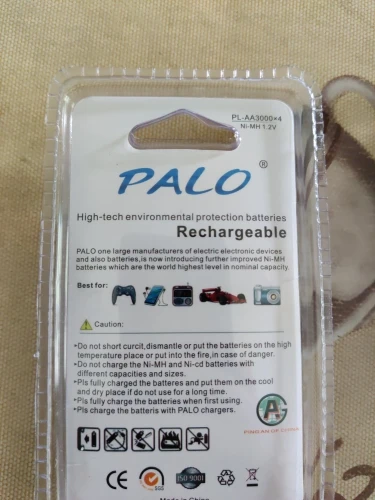 PL-AA3000×4
Ni-MH 1.2V
PALO®
High-tech environmental protection batteries
Rechargeable
PALO one large manufacturers of electric electronic devices
and also batteries,is now introducing further improved Ni-MH
batteries which are the world highest level in nominal capacity.
Best for:
Caution:
•Do not short curcit,dismantle or put the batteries on the high
temperature place or put into the fire,in case of danger.
•Do not charge the Ni-MH and Ni-cd batteries with
different capacities and sizes.
•Pls fully charged the batteres and put them on the cool
and dry place if do not use for a long time.
•Pls fully charged the batteries when first using.
•Pls charge the batteris with PALO chargers.
CE
ISO 9001
Made in China